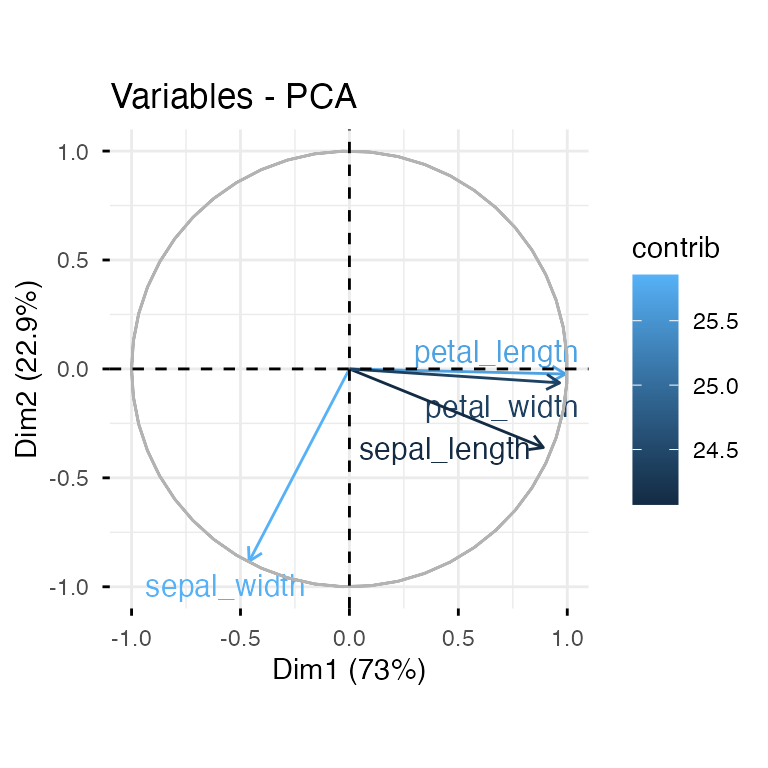 Variables - PCA
1.0
0.5
0.0
-0.5
-1.0
Dim2 (22.9%)
petal_length
petal_width
sepal_length
sepal_width
-1.0
-0.5
0.0
0.5
1.0
Dim1 (73%)
contrib
25.5
25.0
24.5